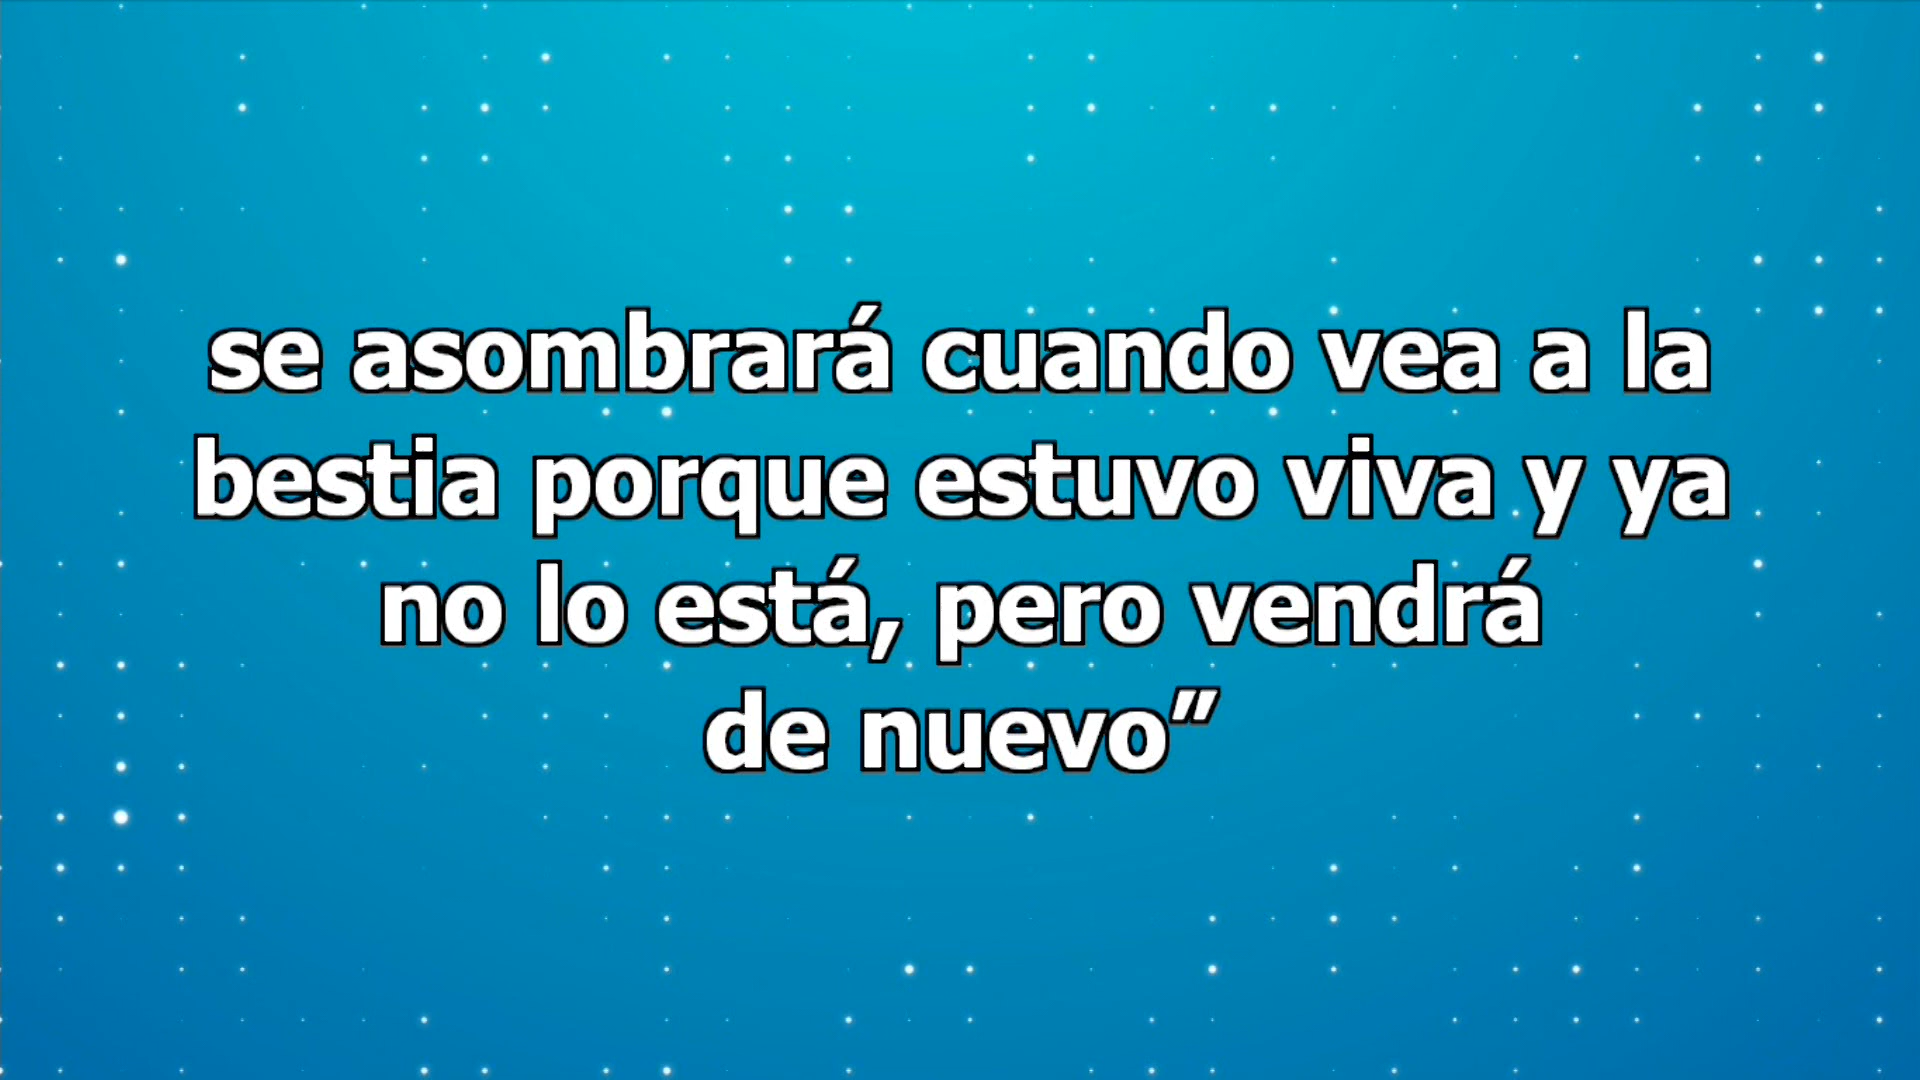 se asombrará cuando vea a la
bestia porque estuvo viva y ya
no lo está, pero vendrá
de nuevo”